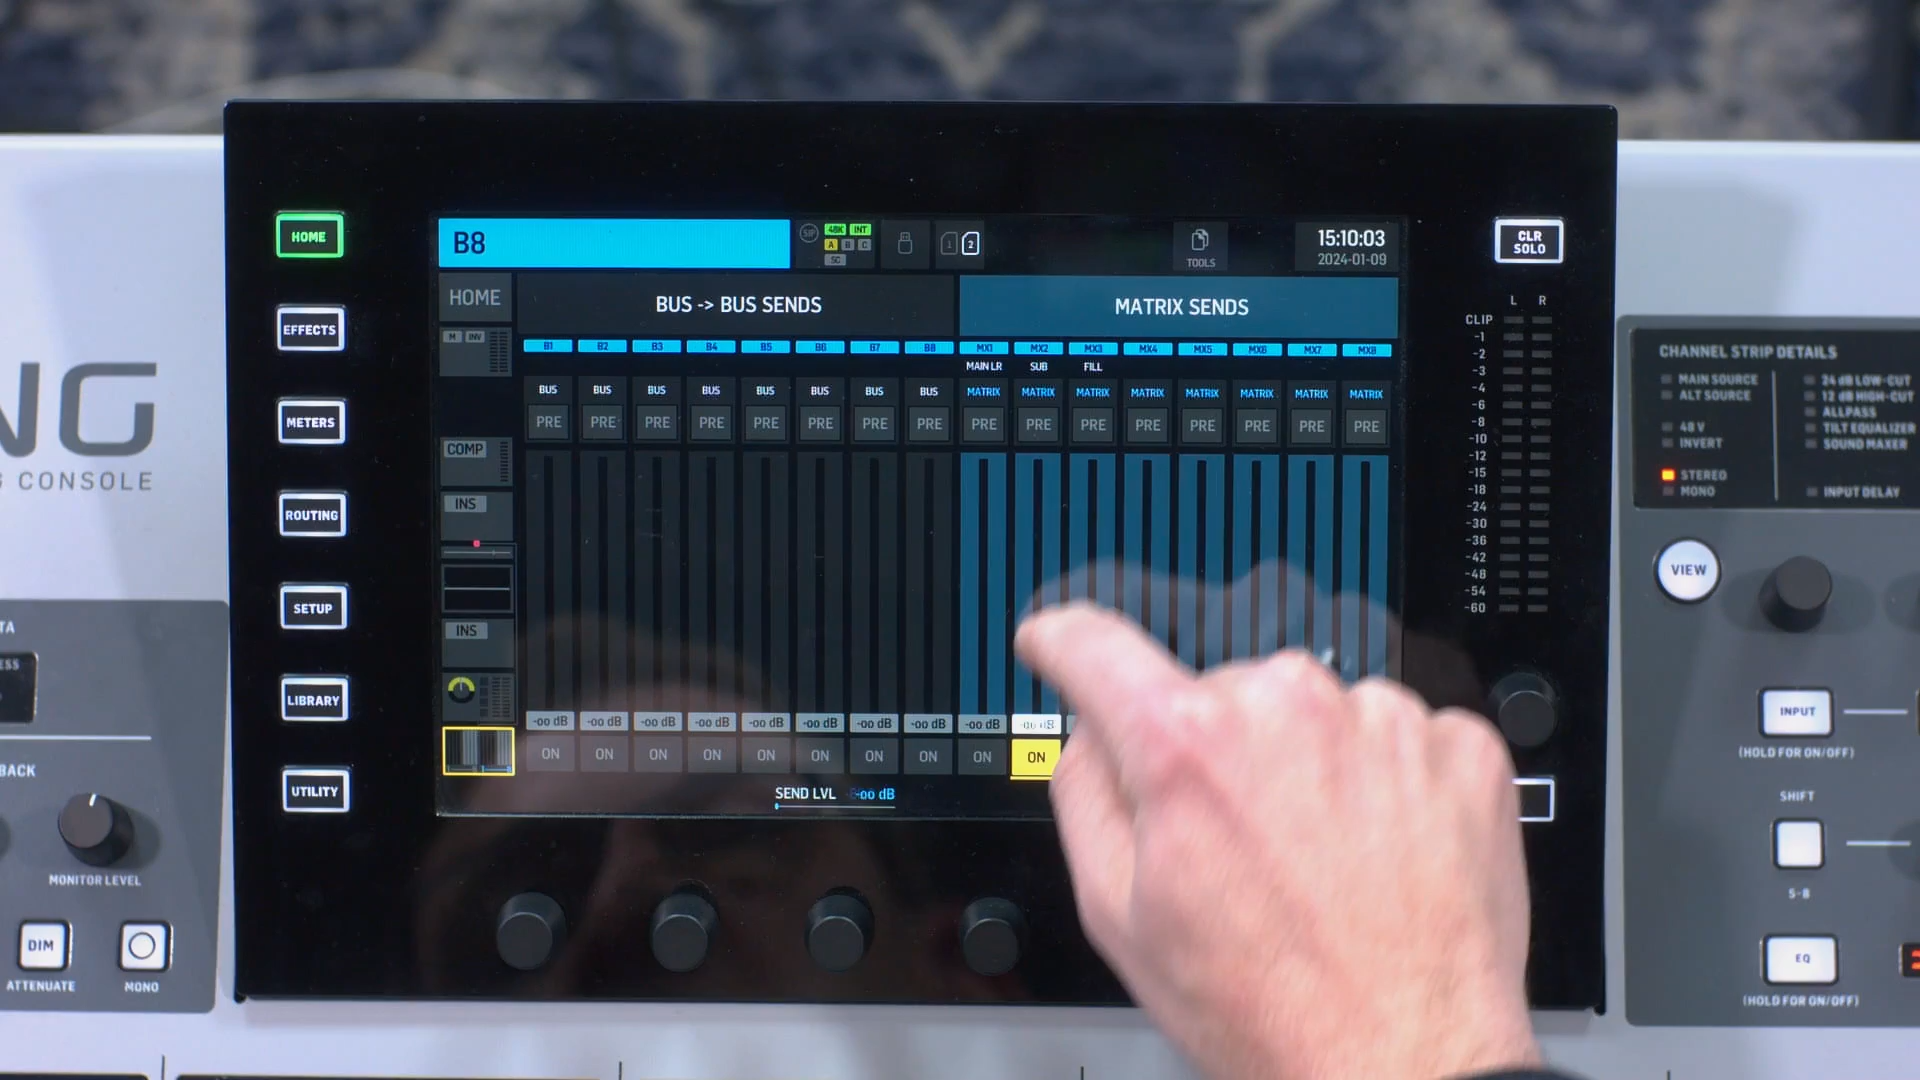 B8
SIP
48K INT
A B C
SC
1 2
TOOLS
15:10:03
2024-01-09
HOME
BUS -> BUS SENDS
MATRIX SENDS
M INV
B1 B2 B3 B4 B5 B6 B7 B8 MX1 MX2 MX3 MX4 MX5 MX6 MX7 MX8
MAIN LR SUB FILL
BUS BUS BUS BUS BUS BUS BUS BUS MATRIX MATRIX MATRIX MATRIX MATRIX MATRIX MATRIX MATRIX
PRE PRE PRE PRE PRE PRE PRE PRE PRE PRE PRE PRE PRE PRE PRE PRE
COMP
INS
INS
-oo dB -oo dB -oo dB -oo dB -oo dB -oo dB -oo dB -oo dB -oo dB -oo dB
ON ON ON ON ON ON ON ON ON ON
SEND LVL -oo dB
HOME
EFFECTS
METERS
ROUTING
SETUP
LIBRARY
UTILITY
CLR
SOLO
L R
CLIP
-1
-2
-3
-4
-6
-8
-10
-12
-15
-18
-24
-30
-36
-42
-48
-54
-60
NG
CONSOLE
MONITOR LEVEL
DIM
ATTENUATE
MONO
CHANNEL STRIP DETAILS
MAIN SOURCE
ALT SOURCE
48 V
INVERT
STEREO
MONO
24 dB LOW-CUT
12 dB HIGH-CUT
ALLPASS
TILT EQUALIZER
SOUND MAXER
INPUT DELAY
VIEW
INPUT
(HOLD FOR ON/OFF)
SHIFT
5-8
EQ
(HOLD FOR ON/OFF)